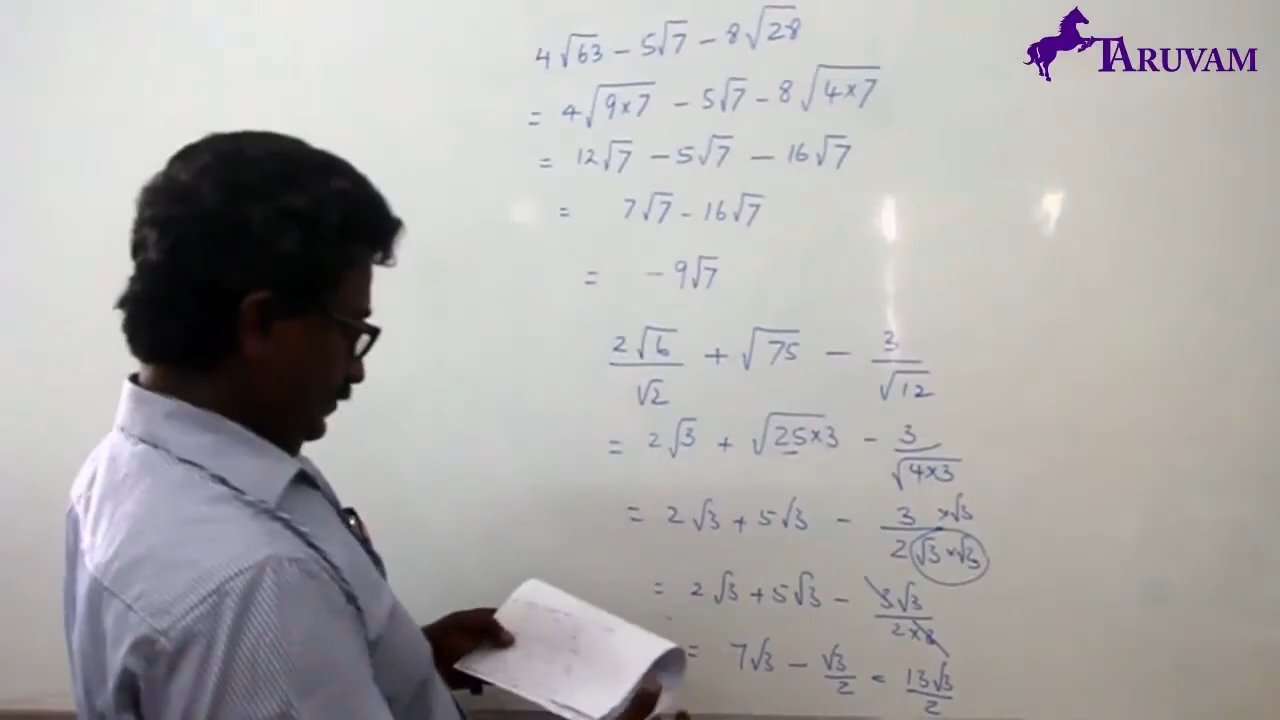 TARUVAM
4√63 - 5√7 - 8√28
= 4√(9×7) - 5√7 - 8√(4×7)
= 12√7 - 5√7 - 16√7
= 7√7 - 16√7
= -9√7
2√6/√2 + √75 - 3/√12
= 2√3 + √(25×3) - 3/√(4×3)
= 2√3 + 5√3 - 3×√3/2√3×√3
= 2√3 + 5√3 - 3√3/2×3
= 7√3 - √3/2 = 13√3/2